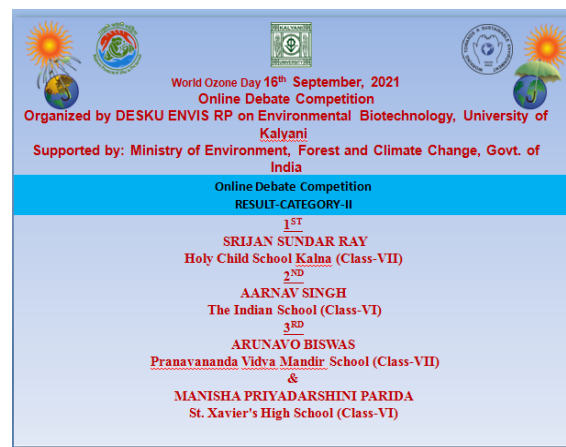 KALYANI
UNIVERSITY
World Ozone Day 16th September, 2021
Online Debate Competition
Organized by DESKU ENVIS RP on Environmental Biotechnology, University of
Kalyani
Supported by: Ministry of Environment, Forest and Climate Change, Govt. of
India
Online Debate Competition
RESULT-CATEGORY-II
1ST
SRIJAN SUNDAR RAY
Holy Child School Kalna (Class-VII)
2ND
AARNAV SINGH
The Indian School (Class-VI)
3RD
ARUNAVO BISWAS
Pranavananda Vidya Mandir School (Class-VII)
&
MANISHA PRIYADARSHINI PARIDA
St. Xavier's High School (Class-VI)